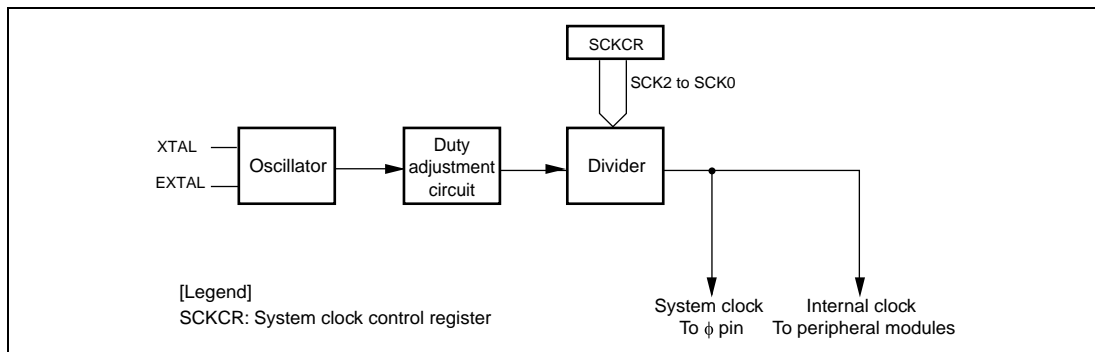 SCKCR
SCK2 to SCK0
XTAL
EXTAL
Oscillator
Duty
adjustment
circuit
Divider
[Legend]
SCKCR: System clock control register
System clock
To ϕ pin
Internal clock
To peripheral modules